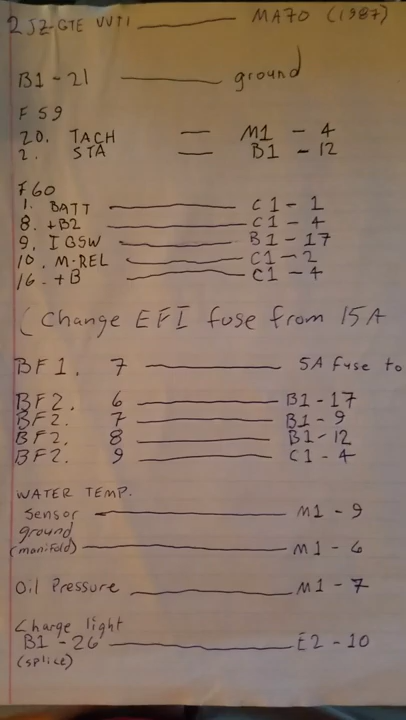 2JZ-GTE VVTI — MA70 (1987)
B1-21 — ground
F59
20. TACH — M1-4
2. STA — B1-12
F60
1. BATT — C1-1
8. +B2 — C1-4
9. IGSW — B1-17
10. M-REL — C1-2
16. +B — C1-4
(Change EFI fuse from 15A
BF1. 7 — 5A fuse to
BF2. 6 — B1-17
BF2. 7 — B1-9
BF2. 8 — B1-12
BF2. 9 — C1-4
WATER TEMP.
Sensor — M1-9
ground
(manifold) — M1-6
Oil Pressure — M1-7
Charge light
B1-26 — E2-10
(splice)